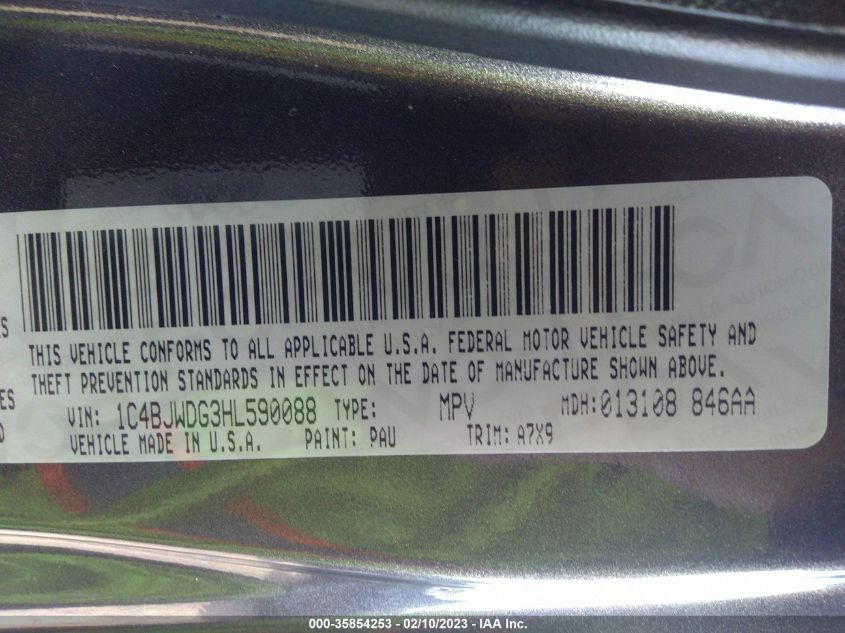 THIS VEHICLE CONFORMS TO ALL APPLICABLE U.S.A. FEDERAL MOTOR VEHICLE SAFETY AND
THEFT PREVENTION STANDARDS IN EFFECT ON THE DATE OF MANUFACTURE SHOWN ABOVE.
VIN: 1C4BJWDG3HL590088 TYPE: MPV MDH: 013108 846AA
VEHICLE MADE IN U.S.A. PAINT: PAU TRIM: A7X9
000-35854253 - 02/10/2023 - IAA Inc.